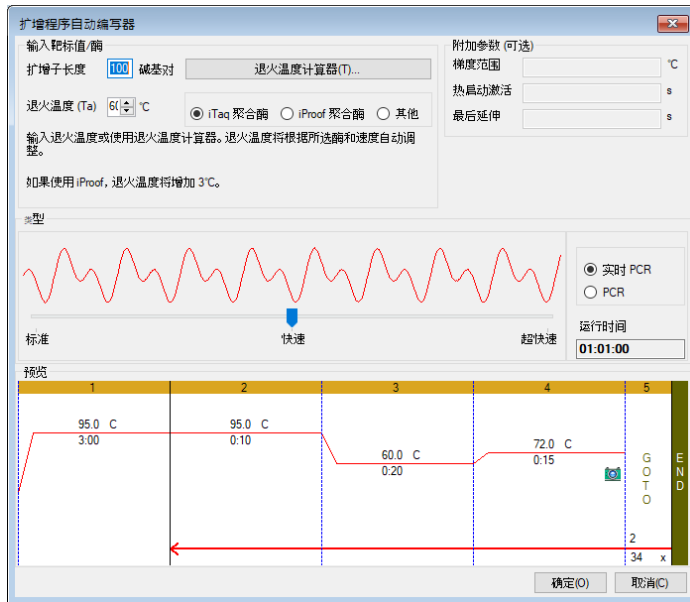 扩增程序自动编写器
输入靶标值/酶
扩增子长度 100 碱基对 退火温度计算器(T)...
退火温度 (Ta) 60 °C iTaq 聚合酶 iProof 聚合酶 其他
输入退火温度或使用退火温度计算器。退火温度将根据所选酶和速度自动调
整。
如果使用 iProof, 退火温度将增加 3°C。
附加参数 (可选)
梯度范围 °C
热启动激活 s
最后延伸 s
类型
标准 快速 超快速
实时 PCR
PCR
运行时间
01:01:00
预览
1 2 3 4 5
95.0 C
3:00
95.0 C
0:10
60.0 C
0:20
72.0 C
0:15
GOTO
END
2
34 x
确定(O) 取消(C)